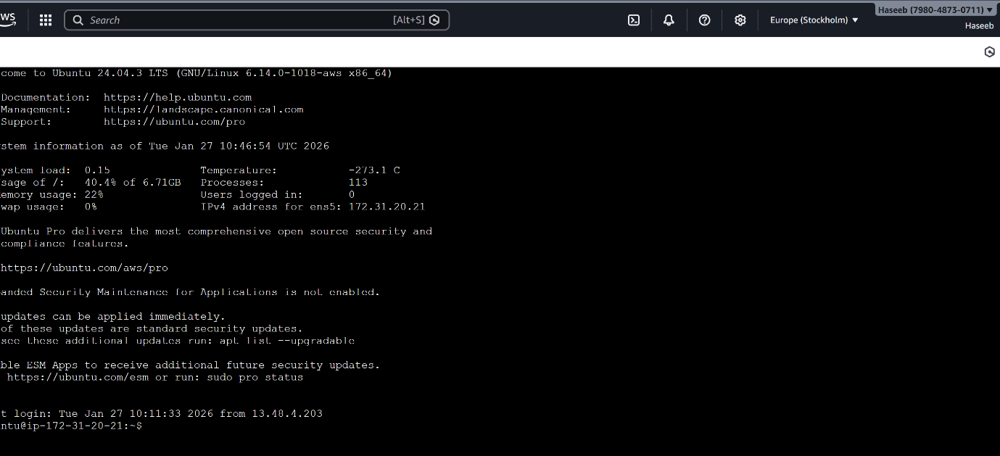 ws
Search [Alt+S]
Europe (Stockholm)
Haseeb (7980-4873-0711)
Haseeb
come to Ubuntu 24.04.3 LTS (GNU/Linux 6.14.0-1018-aws x86_64)
Documentation: https://help.ubuntu.com
Management: https://landscape.canonical.com
Support: https://ubuntu.com/pro
stem information as of Tue Jan 27 10:46:54 UTC 2026
ystem load: 0.15 Temperature: -273.1 C
sage of /: 40.4% of 6.71GB Processes: 113
emory usage: 22% Users logged in: 0
wap usage: 0% IPv4 address for ens5: 172.31.20.21
Ubuntu Pro delivers the most comprehensive open source security and
compliance features.
https://ubuntu.com/aws/pro
anded Security Maintenance for Applications is not enabled.
updates can be applied immediately.
of these updates are standard security updates.
see these additional updates run: apt list --upgradable
ble ESM Apps to receive additional future security updates.
https://ubuntu.com/esm or run: sudo pro status
t login: Tue Jan 27 10:11:33 2026 from 13.48.4.203
ntu@ip-172-31-20-21:~$